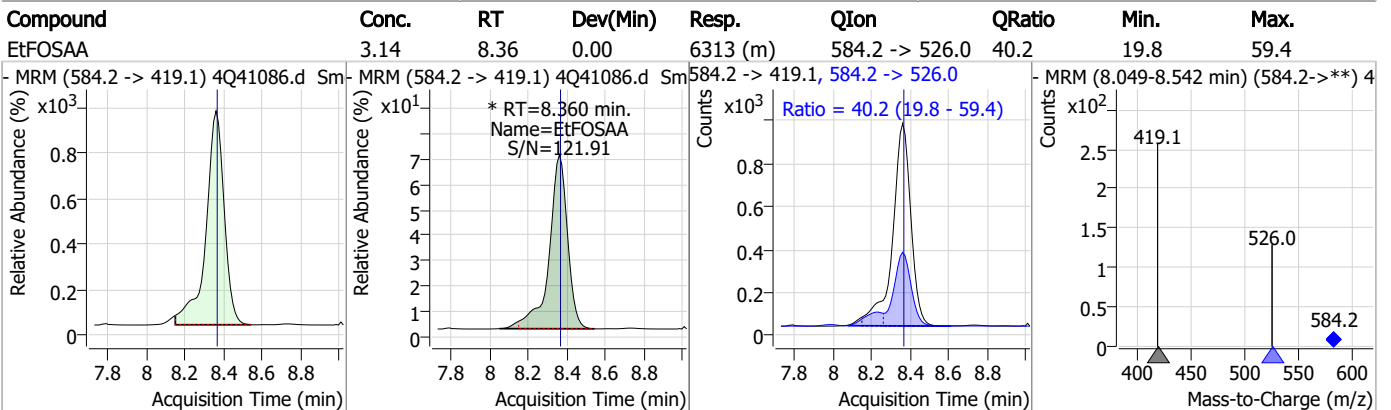 Compound Conc. RT Dev(Min) Resp. QIon QRatio Min. Max.
EtFOSAA 3.14 8.36 0.00 6313 (m) 584.2 -> 526.0 40.2 19.8 59.4
- MRM (584.2 -> 419.1) 4Q41086.d Sm
Relative Abundance (%)
x10³
0.8
0.6
0.4
0.2
0
7.8 8 8.2 8.4 8.6 8.8
Acquisition Time (min)
- MRM (584.2 -> 419.1) 4Q41086.d Sm
Relative Abundance (%)
x10¹
* RT=8.360 min.
Name=EtFOSAA
S/N=121.91
7
6
5
4
3
2
1
0
7.8 8 8.2 8.4 8.6 8.8
Acquisition Time (min)
584.2 -> 419.1, 584.2 -> 526.0
Counts
x10³
Ratio = 40.2 (19.8 - 59.4)
0.8
0.6
0.4
0.2
0
7.8 8 8.2 8.4 8.6 8.8
Acquisition Time (min)
- MRM (8.049-8.542 min) (584.2->**) 4
Counts
x10²
419.1
2.5
2
1.5
526.0
1
0.5
584.2
0
400 450 500 550 600
Mass-to-Charge (m/z)